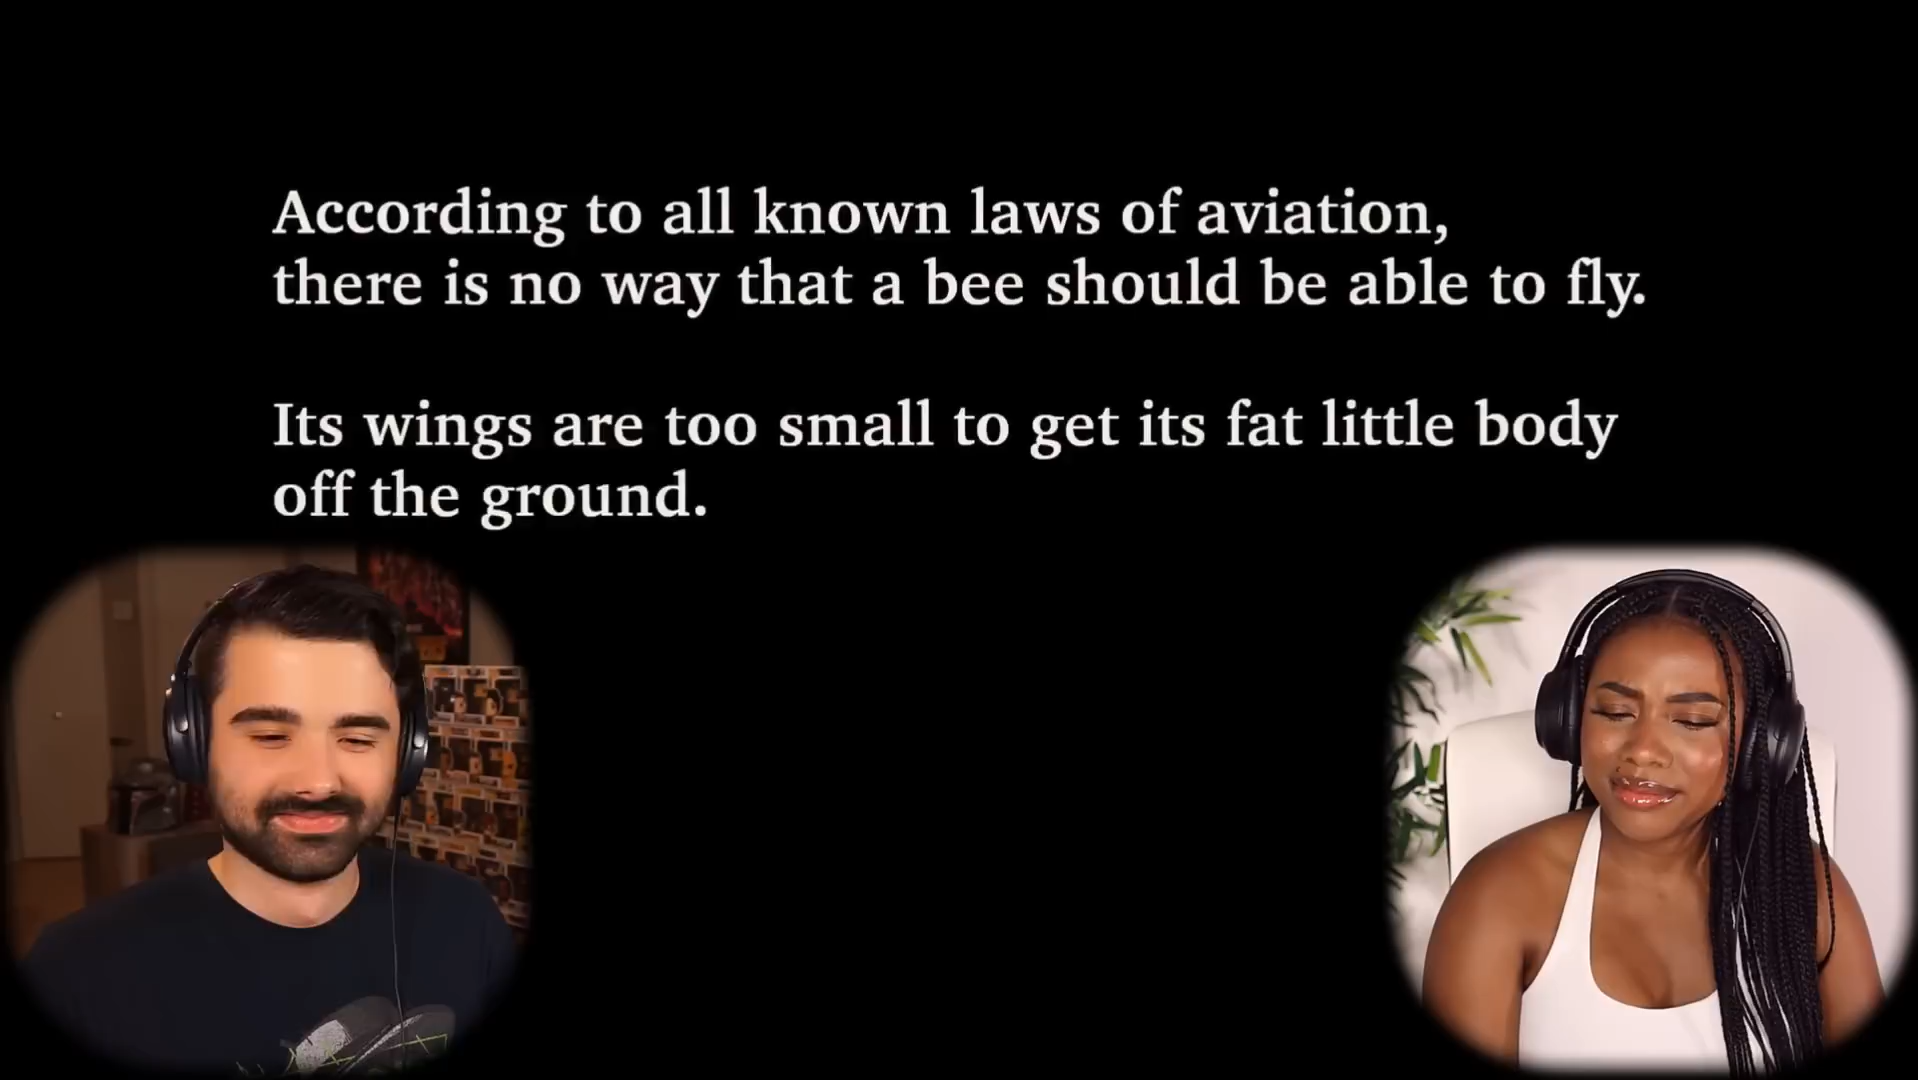 According to all known laws of aviation,
there is no way that a bee should be able to fly.
Its wings are too small to get its fat little body
off the ground.